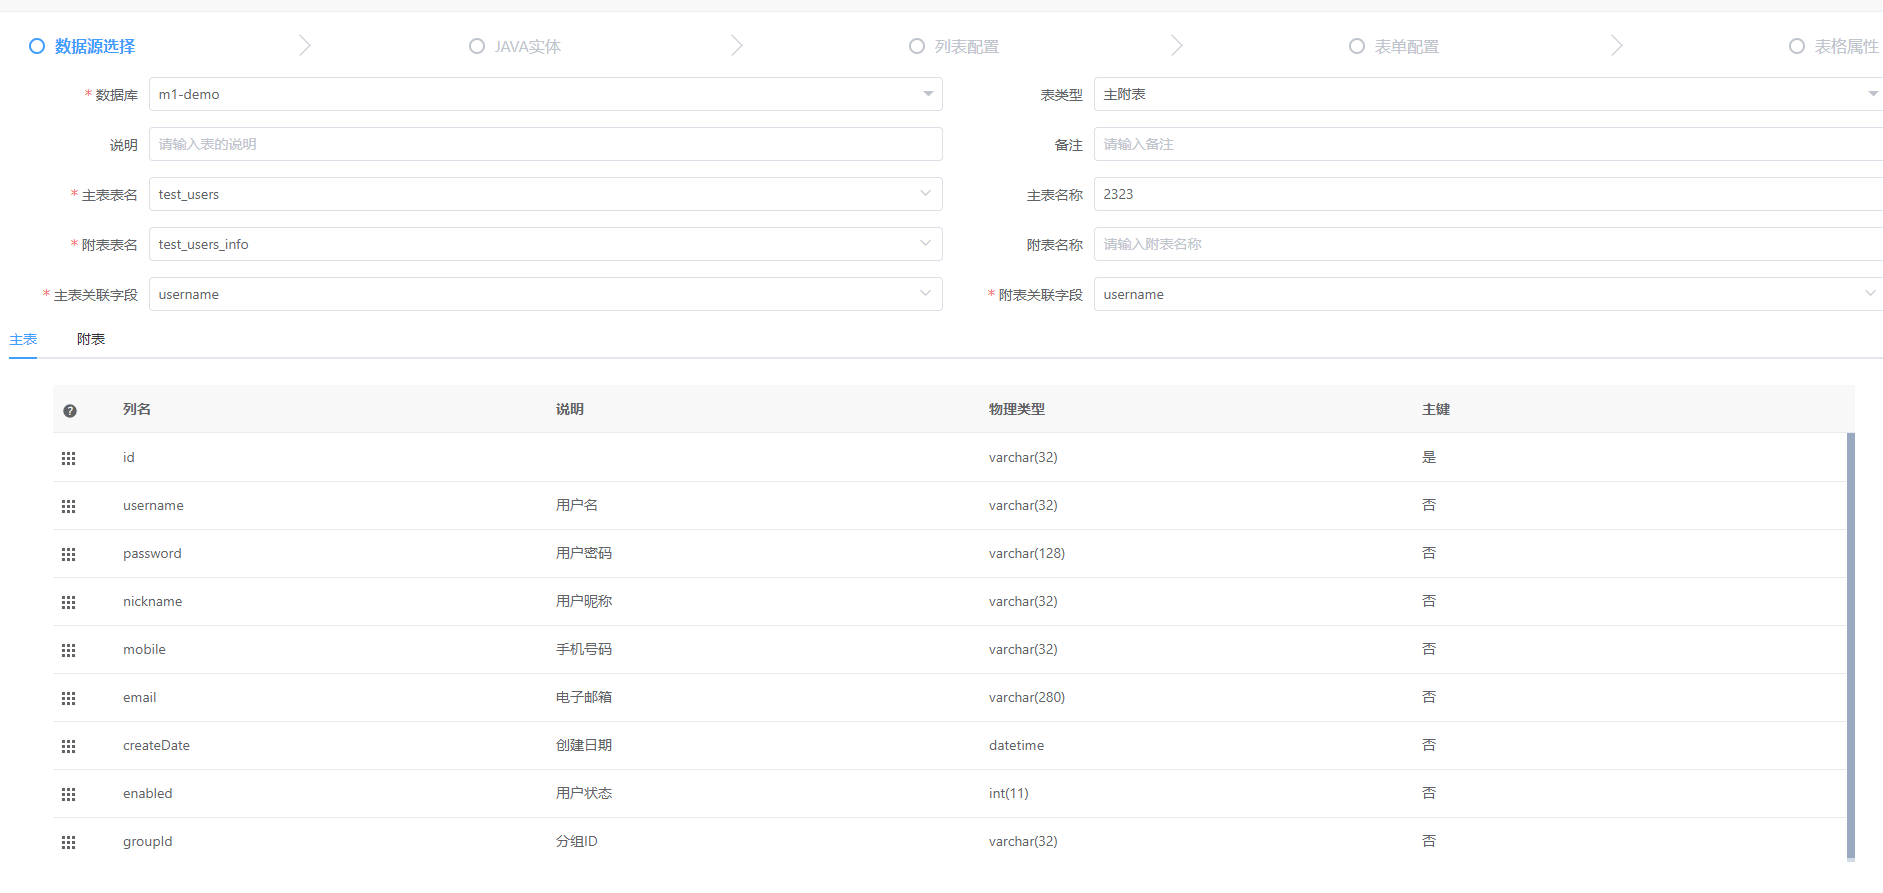 数据源选择 JAVA实体 列表配置 表单配置 表格属性
* 数据库 m1-demo 表类型 主附表
说明 请输入表的说明 备注 请输入备注
* 主表表名 test_users 主表名称 2323
* 附表表名 test_users_info 附表名称 请输入附表名称
* 主表关联字段 username * 附表关联字段 username
主表 附表
? 列名 说明 物理类型 主键
id varchar(32) 是
username 用户名 varchar(32) 否
password 用户密码 varchar(128) 否
nickname 用户昵称 varchar(32) 否
mobile 手机号码 varchar(32) 否
email 电子邮箱 varchar(280) 否
createDate 创建日期 datetime 否
enabled 用户状态 int(11) 否
groupId 分组ID varchar(32) 否